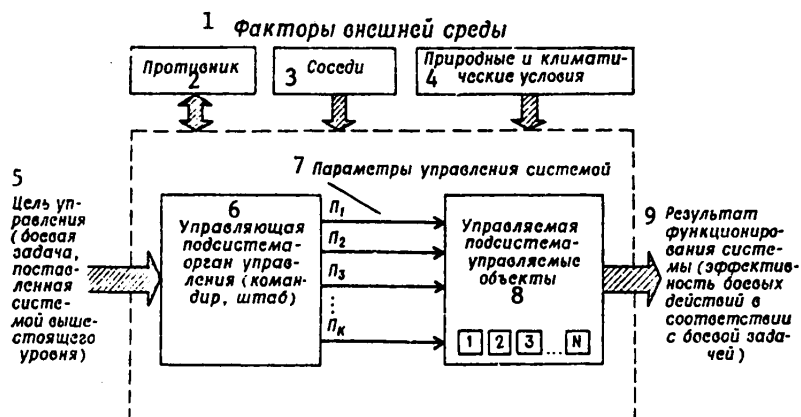 1 Факторы внешней среды
Противник
2
3 Соседи
Природные и климати-
4 ческие условия
5
Цель уп-
равления
(боевая
задача,
постав-
ленная
систе-
мой выше-
стоящего
уровня)
6
Управляющая
подсистема-
орган управ-
ления (коман-
дир, штаб)
7 Параметры управления системой
П1
П2
П3
⋮
Пк
Управляемая
подсистема-
управляемые
объекты
8
1 2 3 ... N
9 Результат
функциониро-
вания систе-
мы (эффектив-
ность боевых
действий в
соответствии
с боевой зада-
чей)